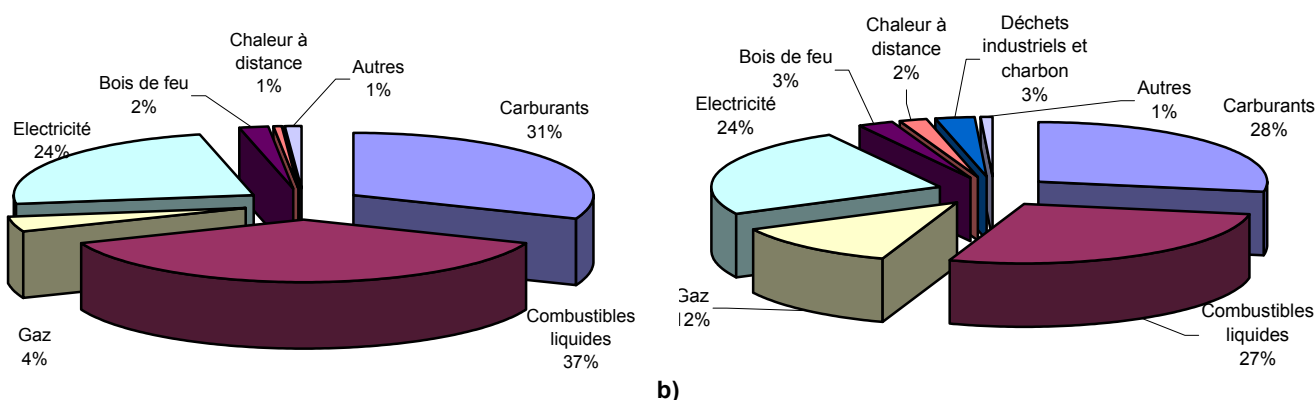 Chaleur à
distance
1%
Bois de feu
2%
Autres
1%
Carburants
31%
Electricité
24%
Gaz
4%
Combustibles
liquides
37%
Déchets
industriels et
charbon
3%
Chaleur à
distance
2%
Bois de feu
3%
Autres
1%
Carburants
28%
Electricité
24%
Gaz
12%
Combustibles
liquides
27%
b)